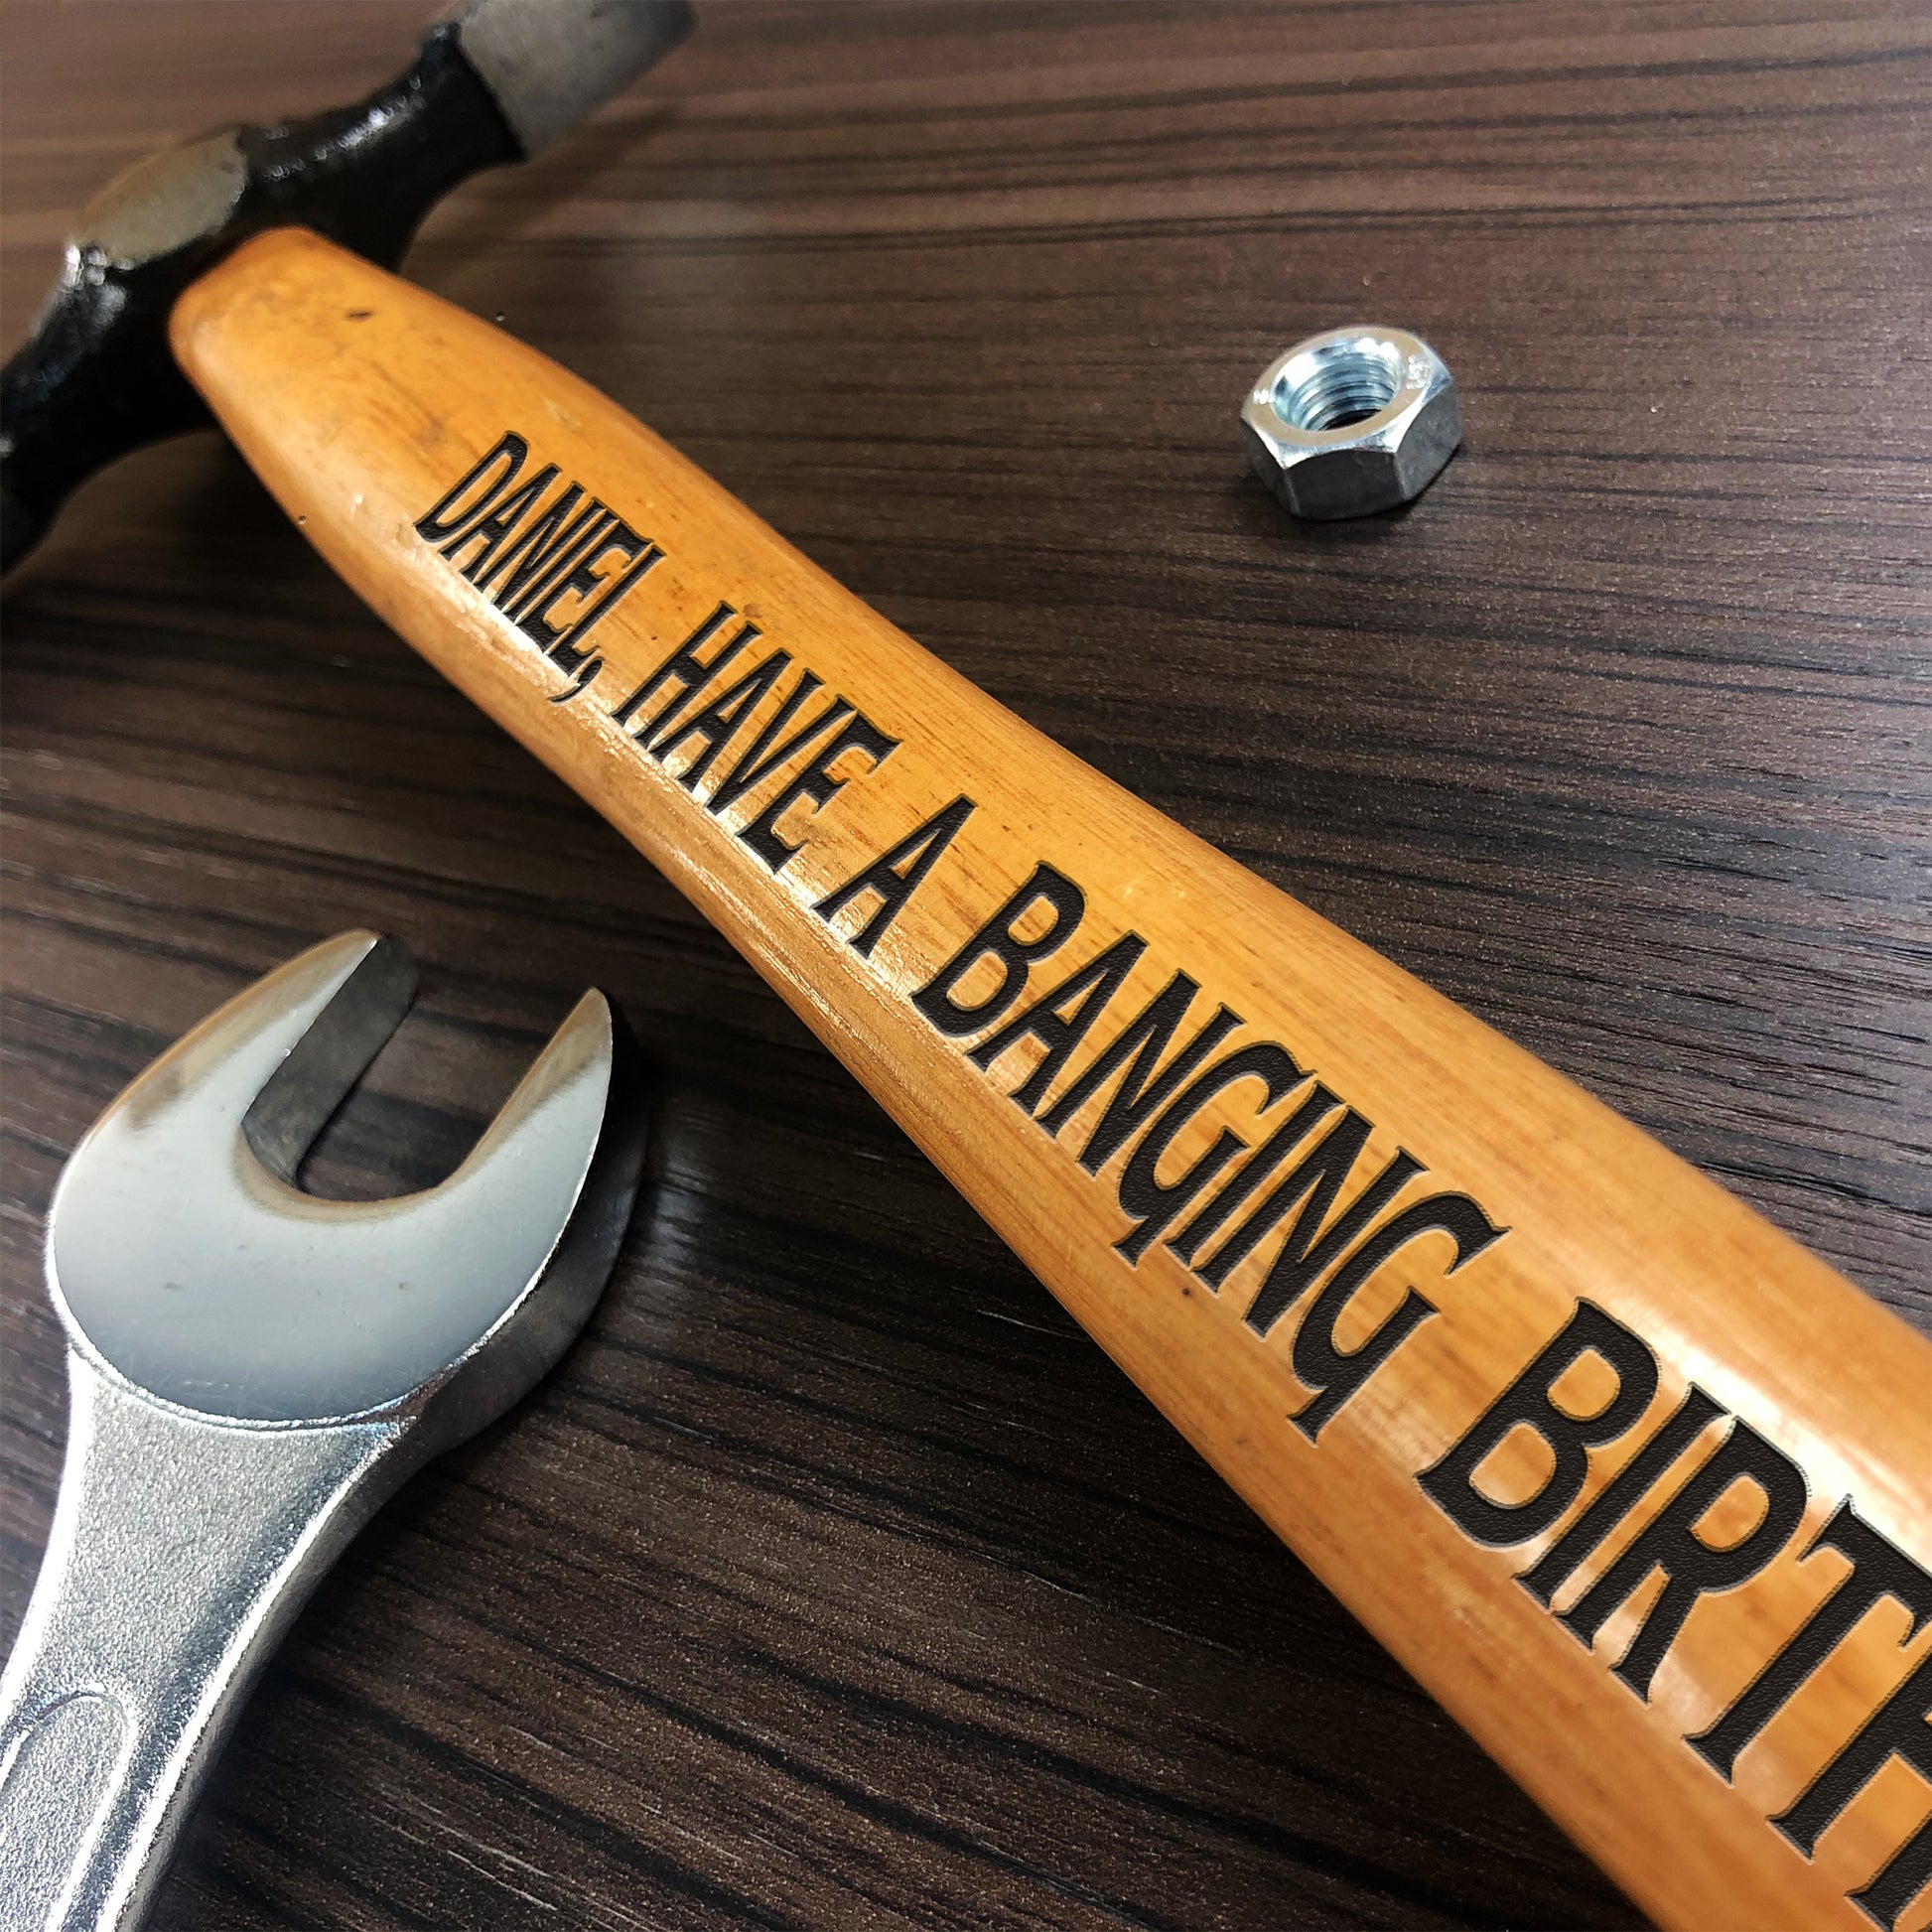 DANIEL, HAVE A BANGING BIRTH